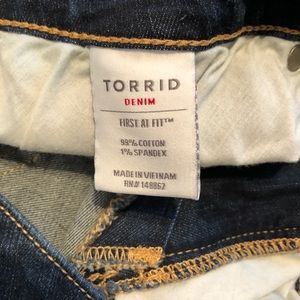 TORRID
DENIM
FIRST AT FIT™
99% COTTON
1% SPANDEX
MADE IN VIETNAM
RN# 148862